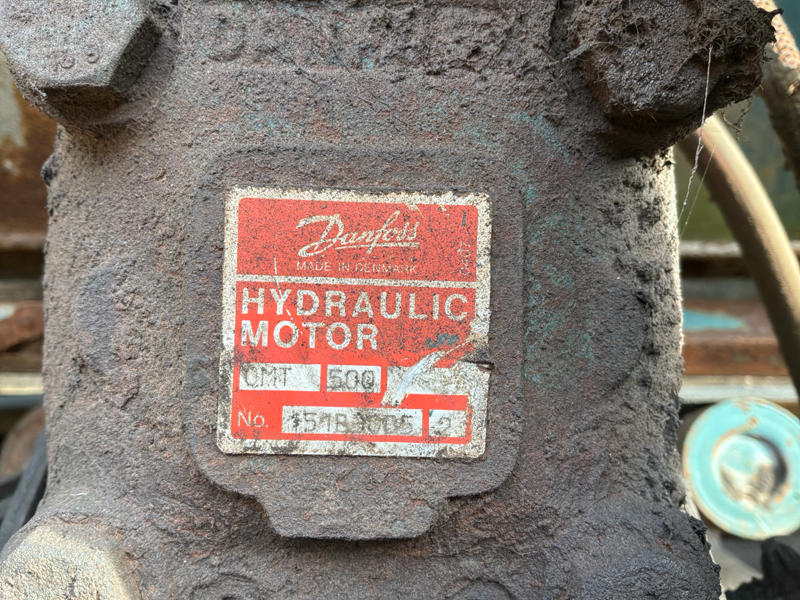 Danfoss
MADE IN DENMARK
HYDRAULIC
MOTOR
OMT 500
No.